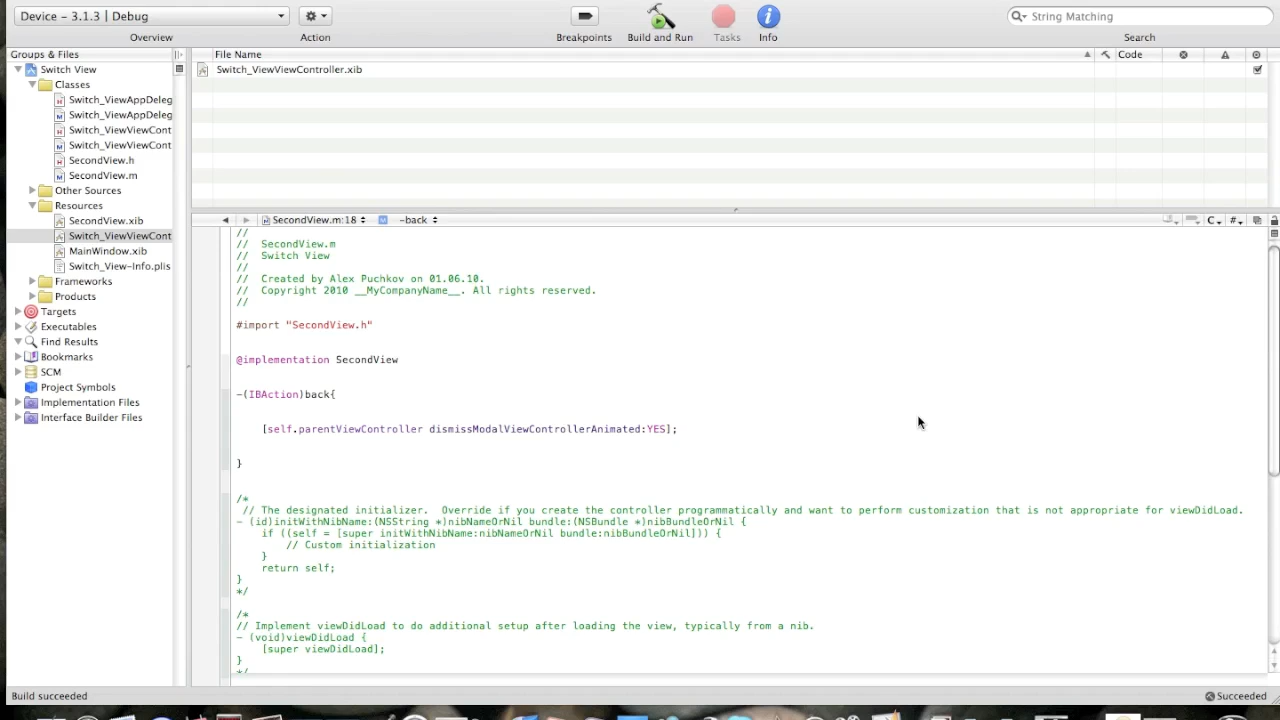 Device – 3.1.3 | Debug
String Matching
Overview
Action
Breakpoints
Build and Run
Tasks
Info
Search
Groups & Files
File Name
Code
Switch View
Switch_ViewViewController.xib
Classes
Switch_ViewAppDeleg
Switch_ViewAppDeleg
Switch_ViewViewCont
Switch_ViewViewCont
SecondView.h
SecondView.m
Other Sources
Resources
SecondView.xib
Switch_ViewViewCont
MainWindow.xib
Switch_View-Info.plis
Frameworks
Products
Targets
Executables
Find Results
Bookmarks
SCM
Project Symbols
Implementation Files
Interface Builder Files
SecondView.m:18
M
-back
C
#
//
// SecondView.m
// Switch View
//
// Created by Alex Puchkov on 01.06.10.
// Copyright 2010 __MyCompanyName__. All rights reserved.
//
#import "SecondView.h"
@implementation SecondView
-(IBAction)back{
[self.parentViewController dismissModalViewControllerAnimated:YES];
}
/*
// The designated initializer.  Override if you create the controller programmatically and want to perform customization that is not appropriate for viewDidLoad.
- (id)initWithNibName:(NSString *)nibNameOrNil bundle:(NSBundle *)nibBundleOrNil {
if ((self = [super initWithNibName:nibNameOrNil bundle:nibBundleOrNil])) {
// Custom initialization
}
return self;
}
*/
/*
// Implement viewDidLoad to do additional setup after loading the view, typically from a nib.
- (void)viewDidLoad {
[super viewDidLoad];
}
*/
Build succeeded
Succeeded